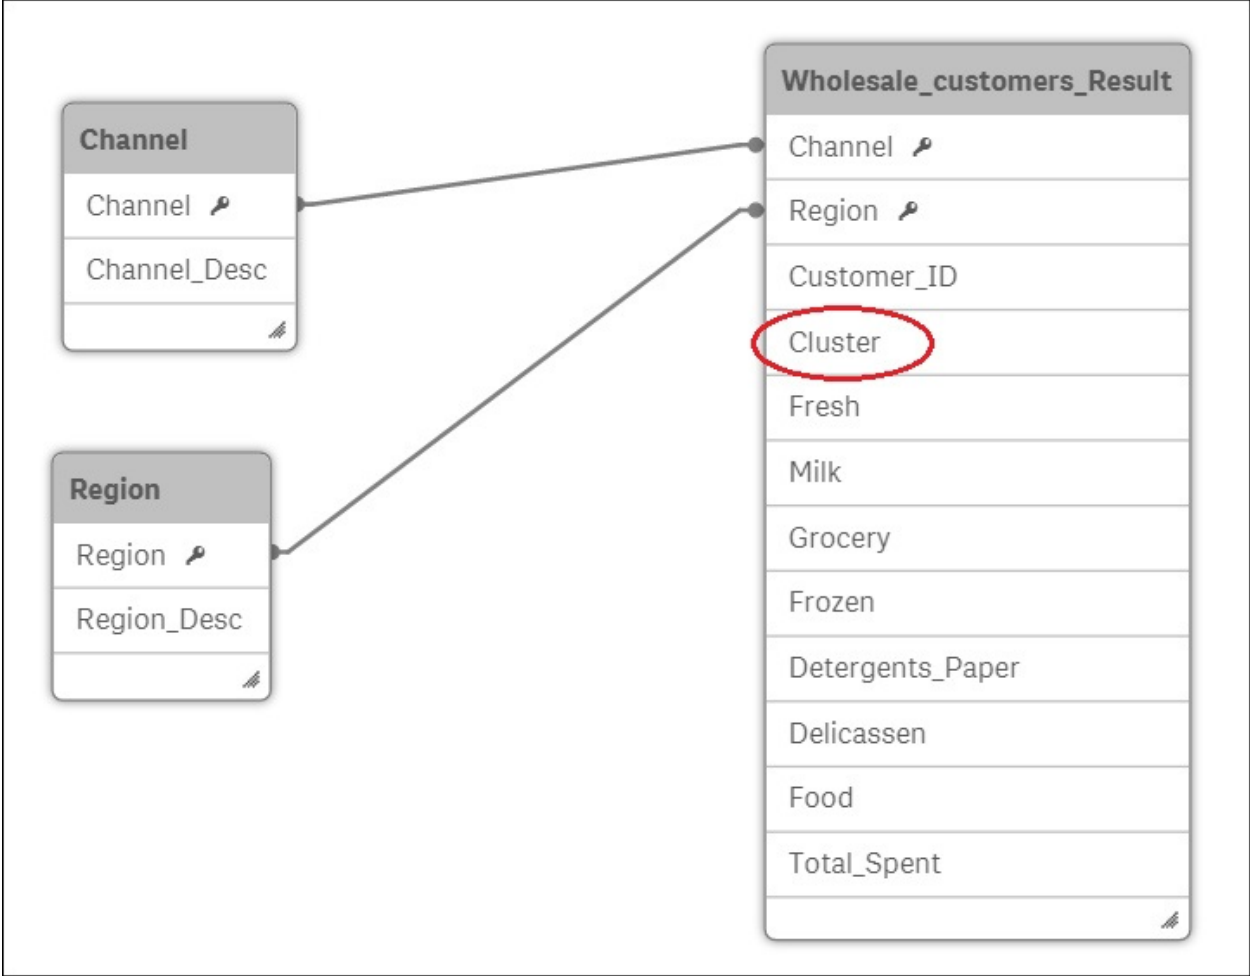 Channel
Channel
Channel_Desc
Region
Region
Region_Desc
Wholesale_customers_Result
Channel
Region
Customer_ID
Cluster
Fresh
Milk
Grocery
Frozen
Detergents_Paper
Delicassen
Food
Total_Spent